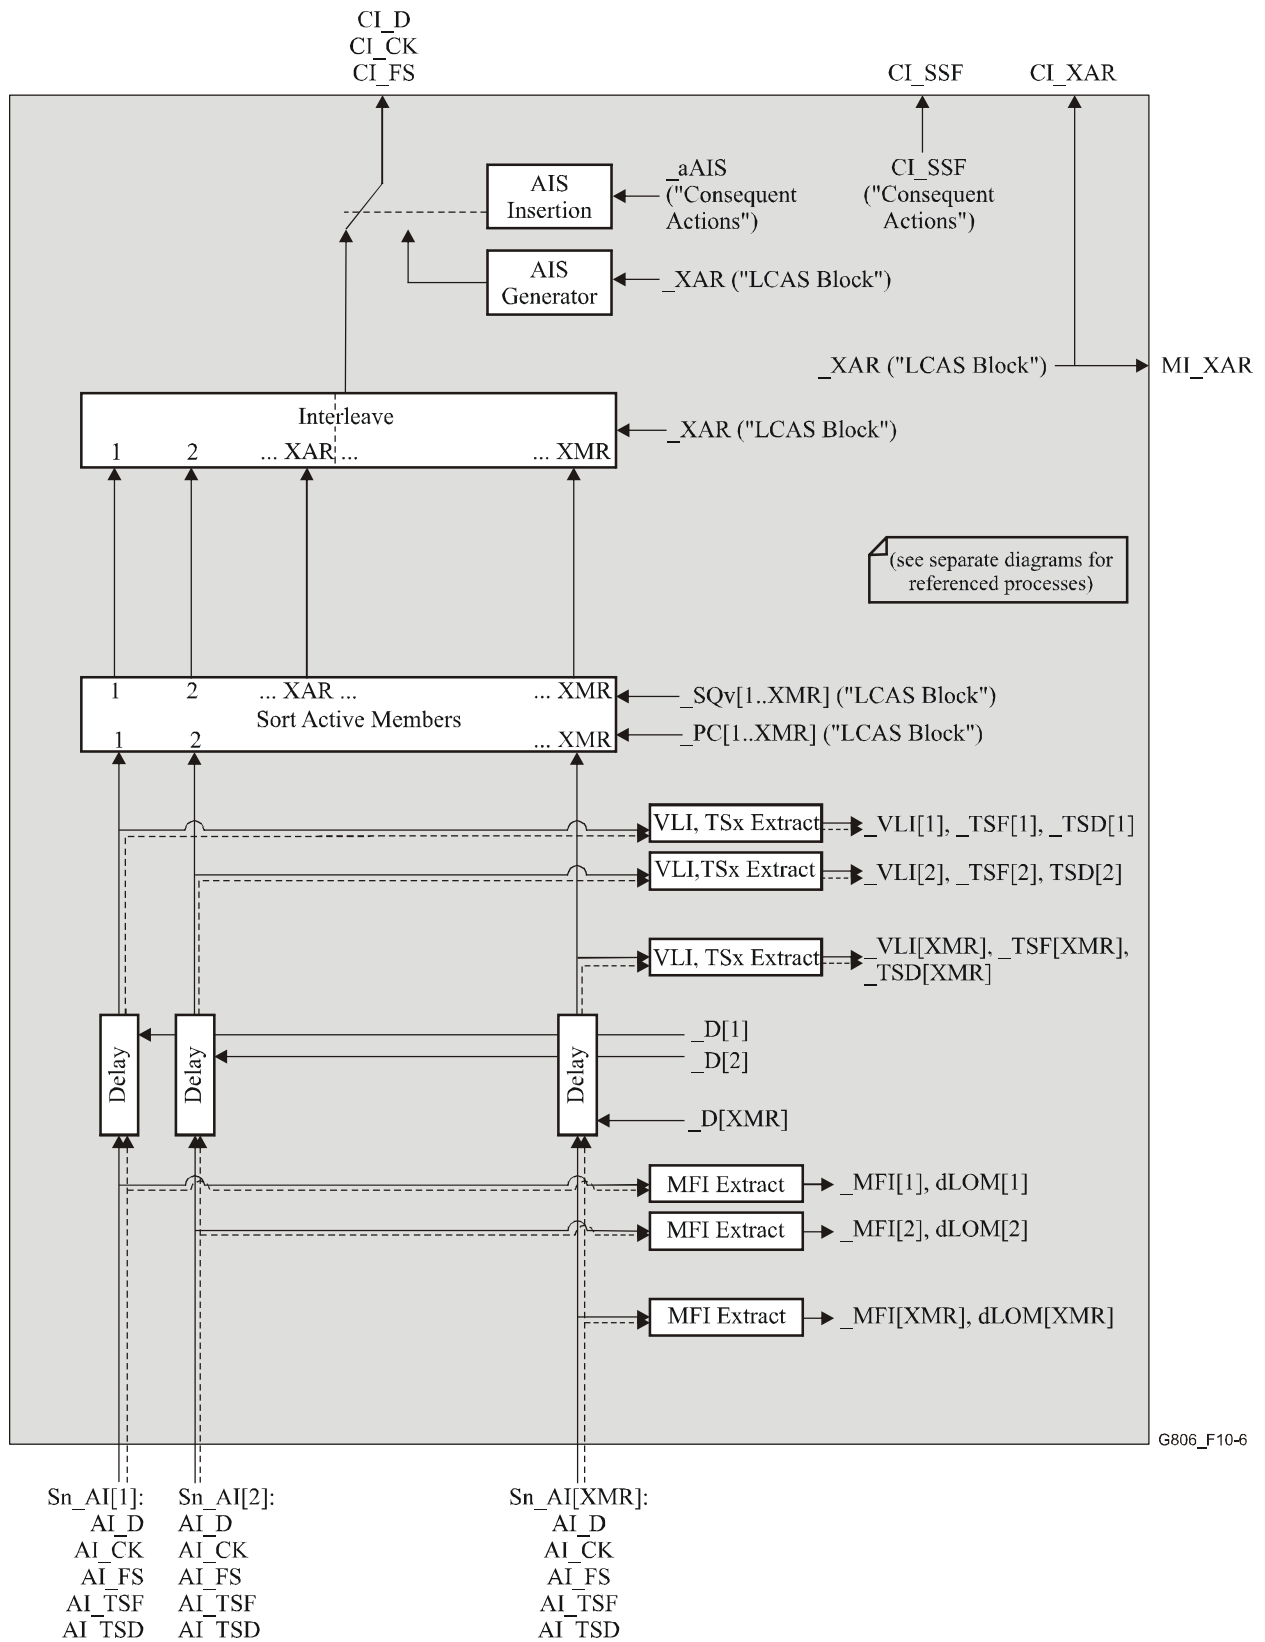 CI_D
CI_CK
CI_FS
CI_SSF
CI_XAR
AIS
Insertion
_aAIS
("Consequent
Actions")
CI_SSF
("Consequent
Actions")
AIS
Generator
_XAR ("LCAS Block")
_XAR ("LCAS Block")
MI_XAR
Interleave
1 2 ... XAR ... ... XMR
_XAR ("LCAS Block")
(see separate diagrams for
referenced processes)
1 2 ... XAR ... ... XMR
Sort Active Members
1 2 ... XMR
_SQv[1..XMR] ("LCAS Block")
_PC[1..XMR] ("LCAS Block")
VLI, TSx Extract
_VLI[1], _TSF[1], _TSD[1]
VLI,TSx Extract
_VLI[2], _TSF[2], TSD[2]
VLI, TSx Extract
_VLI[XMR], _TSF[XMR],
_TSD[XMR]
Delay
Delay
Delay
_D[1]
_D[2]
_D[XMR]
MFI Extract
_MFI[1], dLOM[1]
MFI Extract
_MFI[2], dLOM[2]
MFI Extract
_MFI[XMR], dLOM[XMR]
G806_F10-6
Sn_AI[1]:
AI_D
AI_CK
AI_FS
AI_TSF
AI_TSD
Sn_AI[2]:
AI_D
AI_CK
AI_FS
AI_TSF
AI_TSD
Sn_AI[XMR]:
AI_D
AI_CK
AI_FS
AI_TSF
AI_TSD